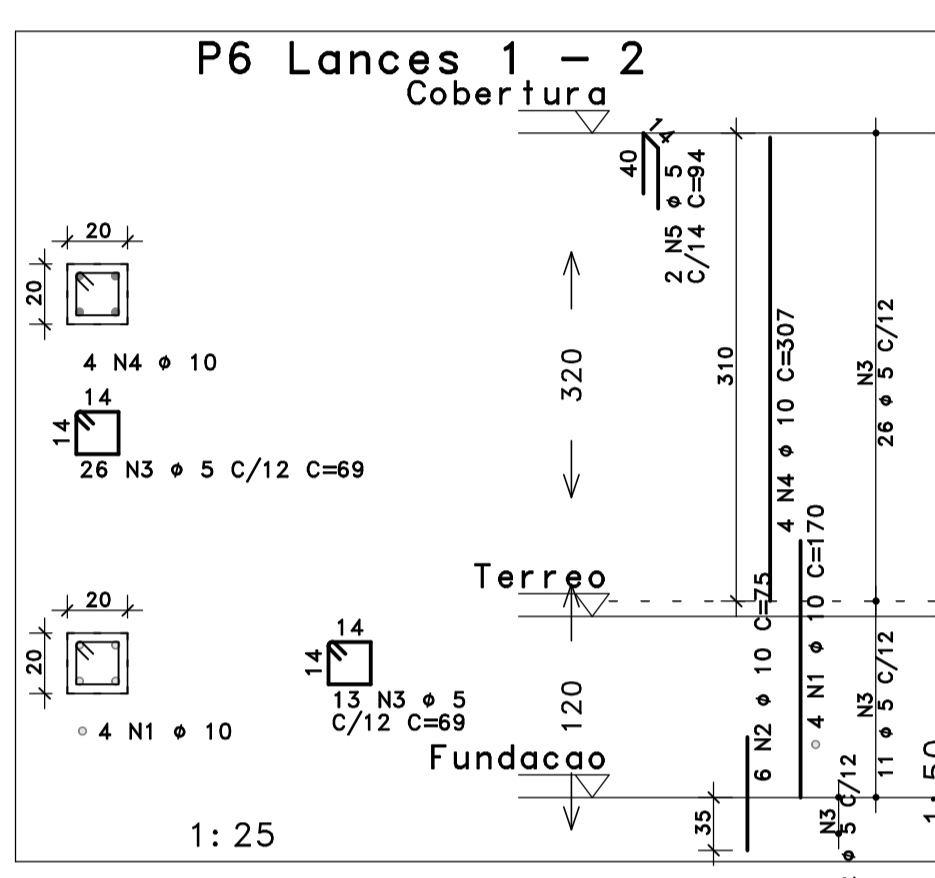 P6 Lances 1 - 2
Cobertura
40
14
2 N5 ϕ 5
C/14 C=94
20
20
4 N4 ϕ 10
14
14
26 N3 ϕ 5 C/12 C=69
320
310
4 N4 ϕ 10 C=307
N3
26 ϕ 5 C/12
Terreo
20
20
4 N1 ϕ 10
14
14
13 N3 ϕ 5
C/12 C=69
120
6 N2 ϕ 10 C=75
4 N1 ϕ 10 C=170
N3
11 ϕ 5 C/12
Fundacao
35
N3
ϕ 5 C/12
1:25
1:50